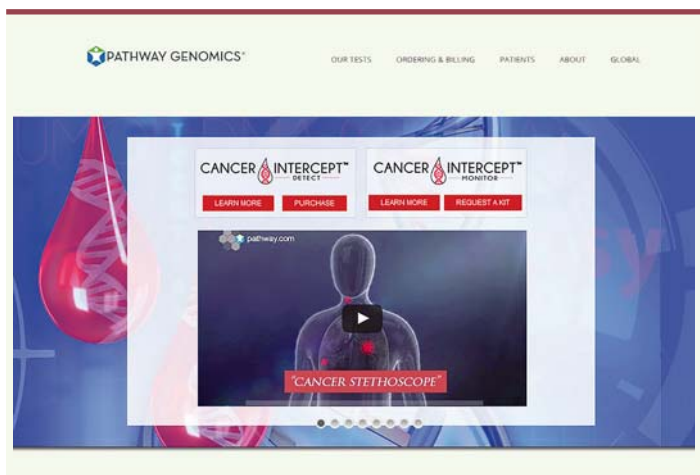 PATHWAY GENOMICS®
OUR TESTS ORDERING & BILLING PATIENTS ABOUT GLOBAL
CANCER INTERCEPT™
DETECT
LEARN MORE PURCHASE
CANCER INTERCEPT™
MONITOR
LEARN MORE REQUEST A KIT
pathway.com
"CANCER STETHOSCOPE"